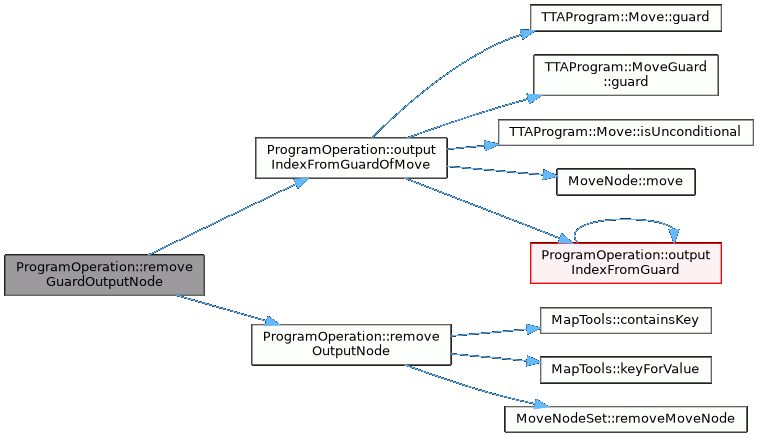 ProgramOperation::remove
GuardOutputNode
ProgramOperation::output
IndexFromGuardOfMove
TTAProgram::Move::guard
TTAProgram::MoveGuard
::guard
TTAProgram::Move::isUnconditional
MoveNode::move
ProgramOperation::output
IndexFromGuard
ProgramOperation::remove
OutputNode
MapTools::containsKey
MapTools::keyForValue
MoveNodeSet::removeMoveNode